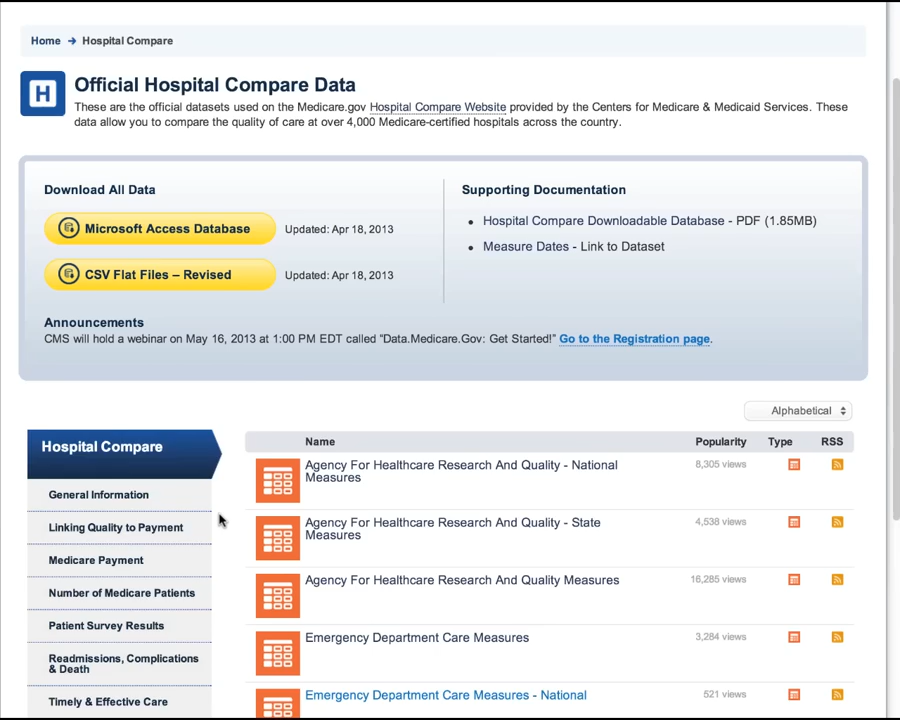 Home → Hospital Compare
H
Official Hospital Compare Data
These are the official datasets used on the Medicare.gov Hospital Compare Website provided by the Centers for Medicare & Medicaid Services. These
data allow you to compare the quality of care at over 4,000 Medicare-certified hospitals across the country.
Download All Data
Microsoft Access Database Updated: Apr 18, 2013
CSV Flat Files – Revised Updated: Apr 18, 2013
Supporting Documentation
• Hospital Compare Downloadable Database - PDF (1.85MB)
• Measure Dates - Link to Dataset
Announcements
CMS will hold a webinar on May 16, 2013 at 1:00 PM EDT called “Data.Medicare.Gov: Get Started!” Go to the Registration page.
Alphabetical
Hospital Compare
General Information
Linking Quality to Payment
Medicare Payment
Number of Medicare Patients
Patient Survey Results
Readmissions, Complications
& Death
Timely & Effective Care
Name Popularity Type RSS
Agency For Healthcare Research And Quality - National 8,305 views
Measures
Agency For Healthcare Research And Quality - State 4,538 views
Measures
Agency For Healthcare Research And Quality Measures 16,285 views
Emergency Department Care Measures 3,284 views
Emergency Department Care Measures - National 521 views